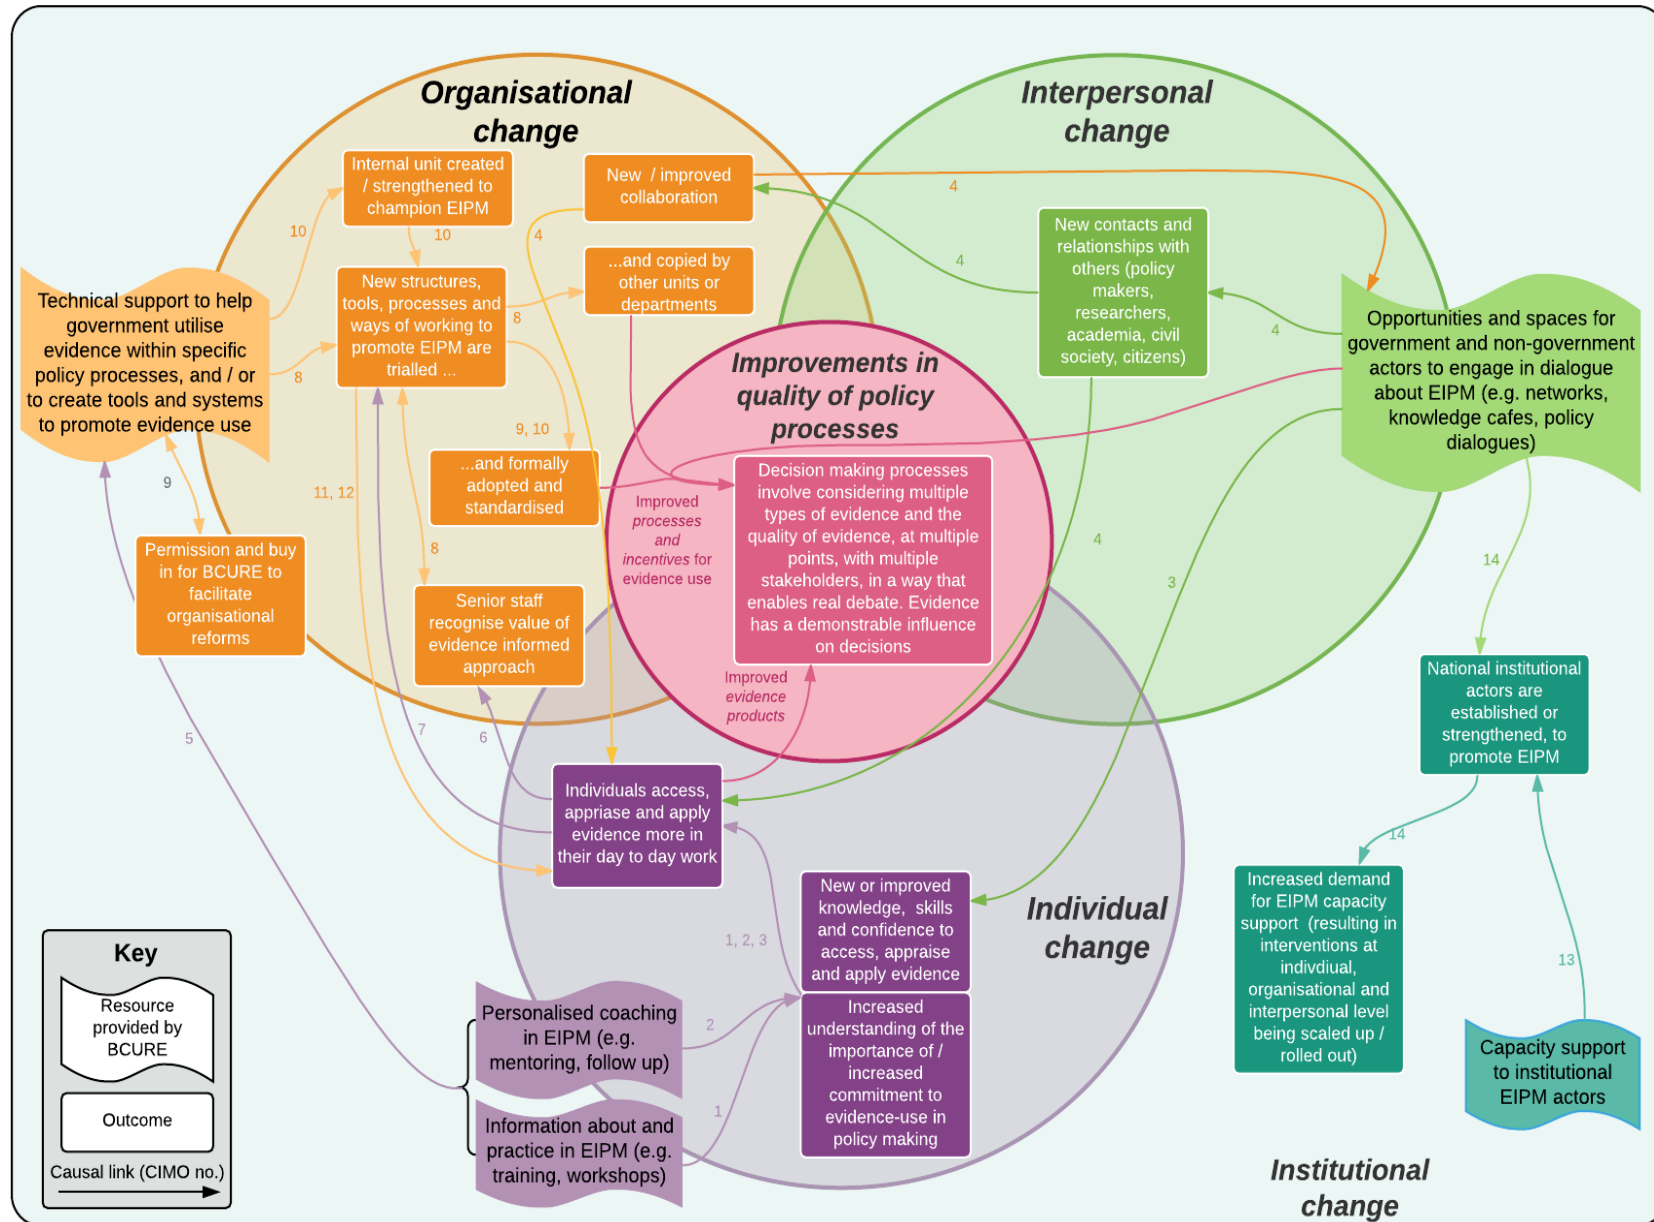 Organisational
change
Interpersonal
change
Internal unit created
/ strengthened to
champion EIPM
New / improved
collaboration
4
10
10
4
New contacts and
relationships with
others (policy
makers,
researchers,
academia, civil
society, citizens)
4
...and copied by
other units or
departments
New structures,
tools, processes and
ways of working to
promote EIPM are
trialled ...
8
Technical support to help
government utilise
evidence within specific
policy processes, and / or
to create tools and systems
to promote evidence use
8
4
Opportunities and spaces for
government and non-government
actors to engage in dialogue
about EIPM (e.g. networks,
knowledge cafes, policy
dialogues)
Improvements in
quality of policy
processes
9, 10
...and formally
adopted and
standardised
9
11, 12
Decision making processes
involve considering multiple
types of evidence and the
quality of evidence, at multiple
points, with multiple
stakeholders, in a way that
enables real debate. Evidence
has a demonstrable influence
on decisions
Improved
processes
and
incentives for
evidence use
Permission and buy
in for BCURE to
facilitate
organisational
reforms
8
4
3
14
Senior staff
recognise value of
evidence informed
approach
Improved
evidence
products
National institutional
actors are
established or
strengthened, to
promote EIPM
5
7
6
Individuals access,
appriase and apply
evidence more in
their day to day work
14
New or improved
knowledge, skills
and confidence to
access, appraise
and apply evidence
Individual
change
1, 2, 3
Increased demand
for EIPM capacity
support (resulting in
interventions at
indivdiual,
organisational and
interpersonal level
being scaled up /
rolled out)
13
Increased
understanding of the
importance of /
increased
commitment to
evidence-use in
policy making
Personalised coaching
in EIPM (e.g.
mentoring, follow up)
2
Information about and
practice in EIPM (e.g.
training, workshops)
1
Capacity support
to institutional
EIPM actors
Key
Resource
provided by
BCURE
Outcome
Causal link (CIMO no.)
Institutional
change